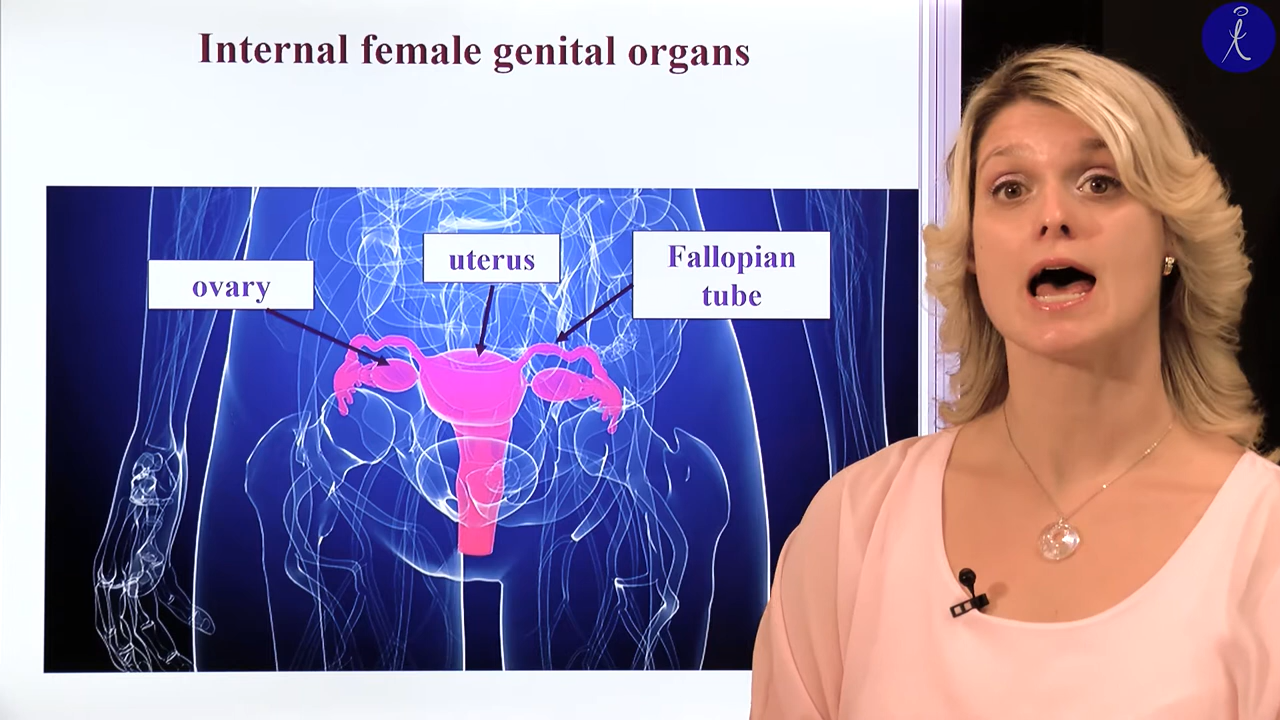 Internal female genital organs
ovary
uterus
Fallopian
tube